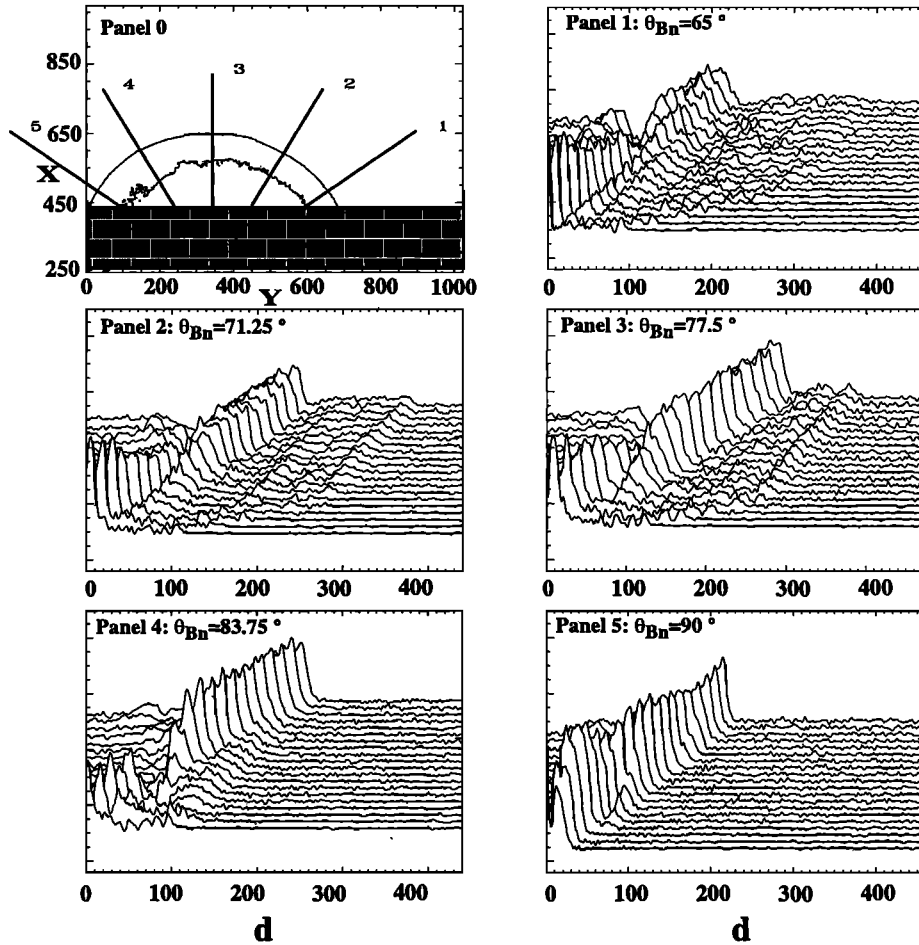 Panel 0
Panel 1: θBn=65 °
850
650
X
450
250
5
4
3
2
1
0 200 400 600 800 1000
Y
0 100 200 300 400
Panel 2: θBn=71.25 °
Panel 3: θBn=77.5 °
0 100 200 300 400
0 100 200 300 400
Panel 4: θBn=83.75 °
Panel 5: θBn=90 °
0 100 200 300 400
0 100 200 300 400
d
d